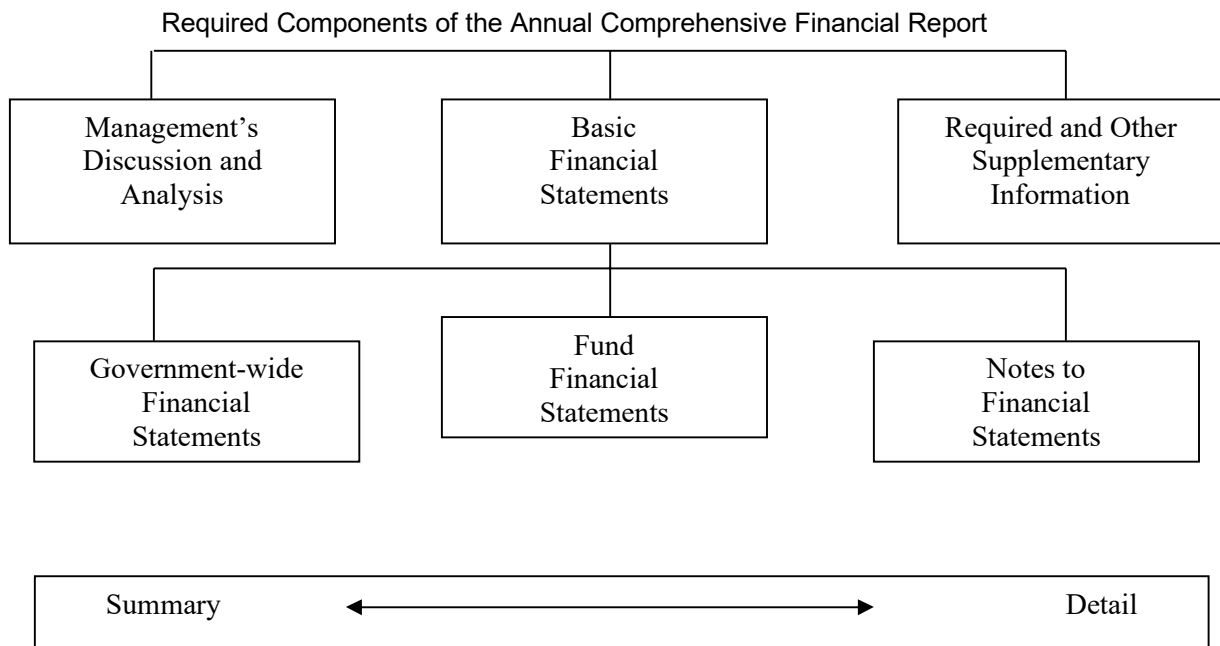 Required Components of the Annual Comprehensive Financial Report
Management’s
Discussion and
Analysis
Basic
Financial
Statements
Required and Other
Supplementary
Information
Government-wide
Financial
Statements
Fund
Financial
Statements
Notes to
Financial
Statements
Summary
Detail